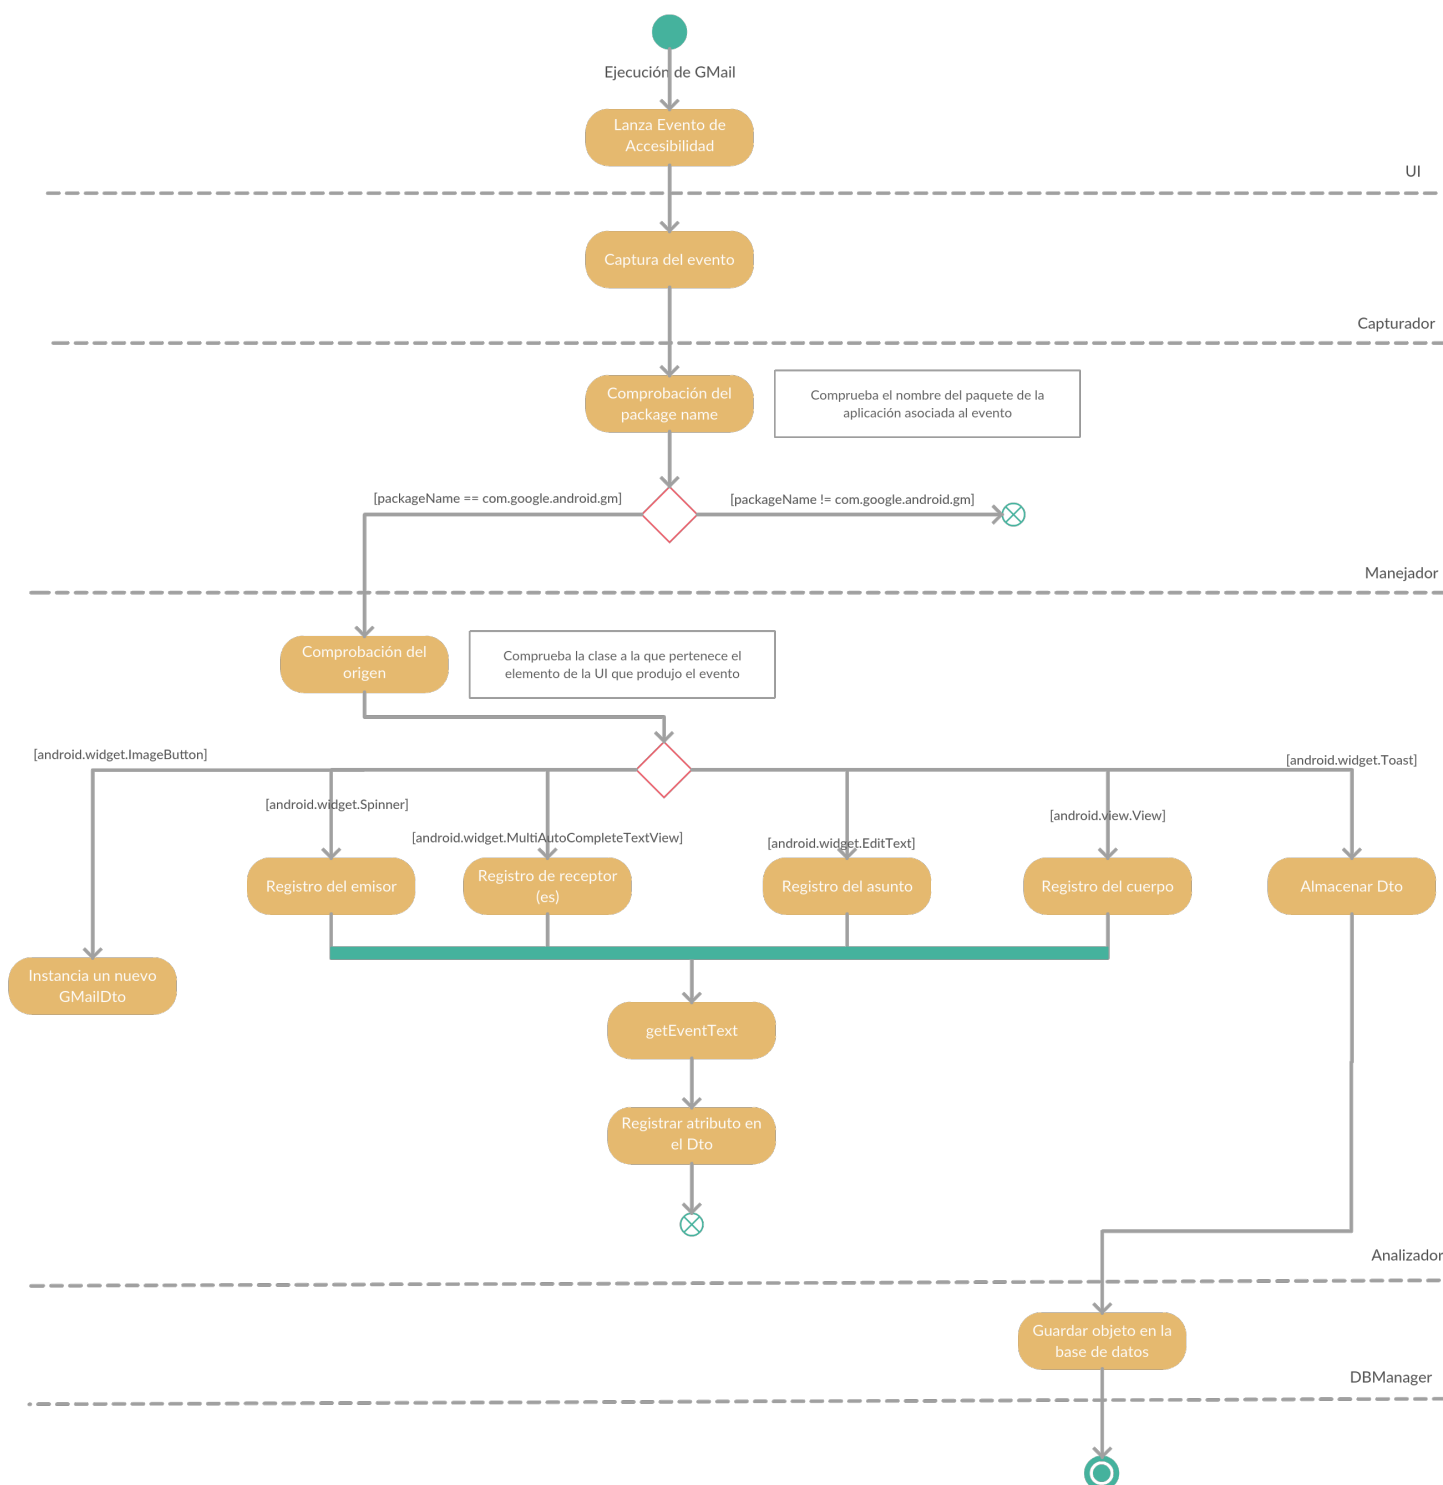 Ejecución de GMail
Lanza Evento de
Accesibilidad
UI
Captura del evento
Capturador
Comprobación del
package name
Comprueba el nombre del paquete de la
aplicación asociada al evento
[packageName == com.google.android.gm]
[packageName != com.google.android.gm]
Manejador
Comprobación del
origen
Comprueba la clase a la que pertenece el
elemento de la UI que produjo el evento
[android.widget.ImageButton]
[android.widget.Toast]
[android.widget.Spinner]
[android.view.View]
[android.widget.MultiAutoCompleteTextView]
[android.widget.EditText]
Registro del emisor
Registro de receptor
(es)
Registro del asunto
Registro del cuerpo
Almacenar Dto
Instancia un nuevo
GMailDto
getEventText
Registrar atributo en
el Dto
Analizador
Guardar objeto en la
base de datos
DBManager